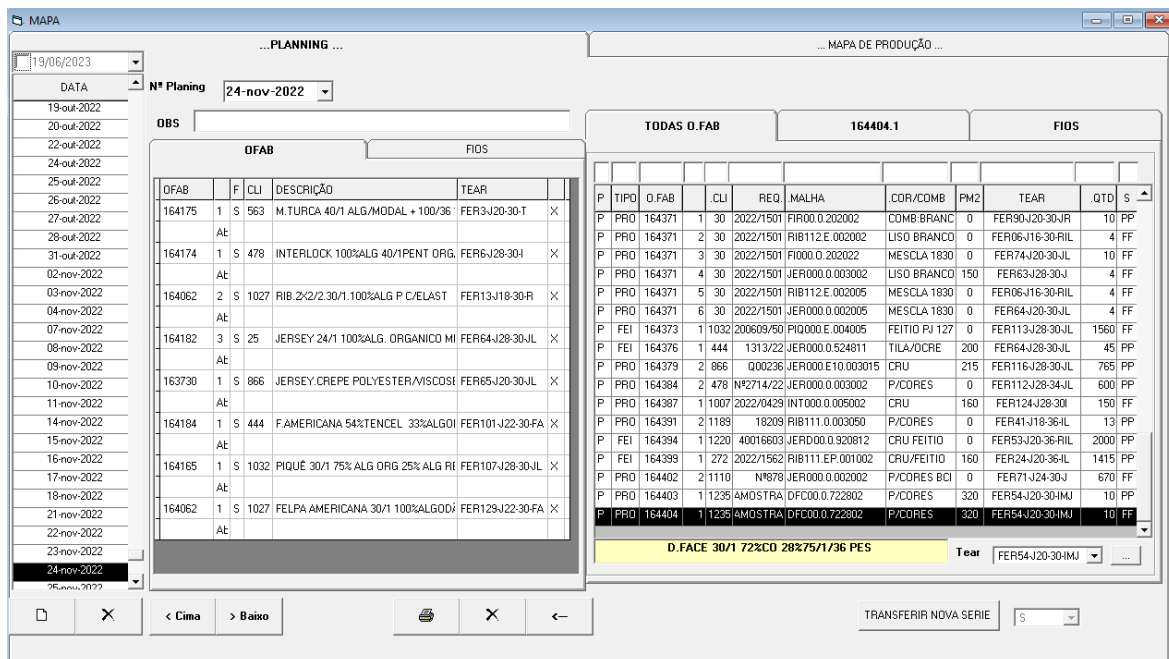 MAPA
...PLANNING ...
... MAPA DE PRODUÇÃO ...
19/06/2023
DATA
19-out-2022
20-out-2022
22-out-2022
24-out-2022
25-out-2022
26-out-2022
27-out-2022
28-out-2022
31-out-2022
02-nov-2022
03-nov-2022
04-nov-2022
07-nov-2022
08-nov-2022
09-nov-2022
10-nov-2022
11-nov-2022
14-nov-2022
15-nov-2022
16-nov-2022
17-nov-2022
18-nov-2022
21-nov-2022
22-nov-2022
23-nov-2022
24-nov-2022
25-nov-2022
Nº Planing 24-nov-2022
OBS
OFAB FIOS
OFAB F CLI DESCRIÇÃO TEAR
164175 1 S 563 M.TURCA 40/1 ALG/MODAL + 100/36 FER3-J20-30-T X
At
164174 1 S 478 INTERLOCK 100%ALG 40/1PENT ORG. FER6-J28-30-I X
At
164062 2 S 1027 RIB.2X2/2.30/1.100%ALG P C/ELAST FER13-J18-30-R X
At
164182 3 S 25 JERSEY 24/1 100%ALG. ORGANICO MI FER64-J28-30-JL X
At
163730 1 S 866 JERSEY.CREPE POLYESTER/VISCOSE FER65-J20-30-JL X
At
164184 1 S 444 F.AMERICANA 54%TENCEL 33%ALGOI FER101-J22-30-FA X
At
164165 1 S 1032 PIQUÊ 30/1 75% ALG ORG 25% ALG RE FER107-J28-30-JL X
At
164062 1 S 1027 FELPA AMERICANA 30/1 100%ALGODÃ FER129-J22-30-FA X
At
TODAS O.FAB 164404.1 FIOS
P TIPO O.FAB .CLI REQ. .MALHA .COR/COMB PM2 TEAR .QTD S
P PRO 164371 1 30 2022/1501 FIR00.0.202002 COMB:BRANC 0 FER90-J20-30-JR 10 PP
P PRO 164371 2 30 2022/1501 RIB112.E.002002 LISO BRANCO 0 FER06-J16-30-RIL 4 FF
P PRO 164371 3 30 2022/1501 FI000.0.202002 MESCLA 1830 0 FER74-J20-30-JL 10 FF
P PRO 164371 4 30 2022/1501 JER000.0.003002 LISO BRANCO 150 FER63-J28-30-J 4 FF
P PRO 164371 5 30 2022/1501 RIB112.E.002005 MESCLA 1830 0 FER06-J16-30-RIL 4 FF
P PRO 164371 6 30 2022/1501 JER000.0.002005 MESCLA 1830 0 FER64-J20-30-JL 4 FF
P FEI 164373 1 1032 200609/50 PIQ000.E.004005 FEITIO PJ 127 0 FER113-J28-30-JL 1560 FF
P FEI 164376 1 444 1313/22 JER000.0.524811 TILA/OCRE 200 FER64-J28-30-JL 45 PP
P PRO 164379 2 866 Q00236 JER000.E10.003015 CRU 215 FER116-J28-30-JL 765 PP
P PRO 164384 2 478 Nº2714/22 JER000.0.003002 P/CORES 0 FER112-J28-34-JL 600 PP
P PRO 164387 1 1007 2022/0429 INT000.0.005002 CRU 160 FER124-J28-30I 150 FF
P PRO 164391 2 1189 18209 RIB111.0.003050 P/CORES 0 FER41-J18-36-IL 13 PP
P FEI 164394 1 1220 40016603 JERD00.0.920812 CRU FEITIO 0 FER53-J20-36-RIL 2000 PP
P FEI 164399 1 272 2022/1562 RIB111.EP.001002 CRU/FEITIO 160 FER24-J20-36-IL 1415 PP
P PRO 164402 2 1110 Nº878 JER000.0.002002 P/CORES BCI 0 FER71-J24-30-J 670 FF
P PRO 164403 1 1235 AMOSTRA DFC00.0.722802 P/CORES 320 FER54-J20-30-IMJ 10 PP
P PRO 164404 1 1235 AMOSTRA DFC00.0.722802 P/CORES 320 FER54-J20-30-IMJ 10 FF
D.FACE 30/1 72%CO 28%75/1/36 PES
Tear FER54-J20-30-IMJ ...
< Cima > Baixo <--
TRANSFERIR NOVA SERIE S